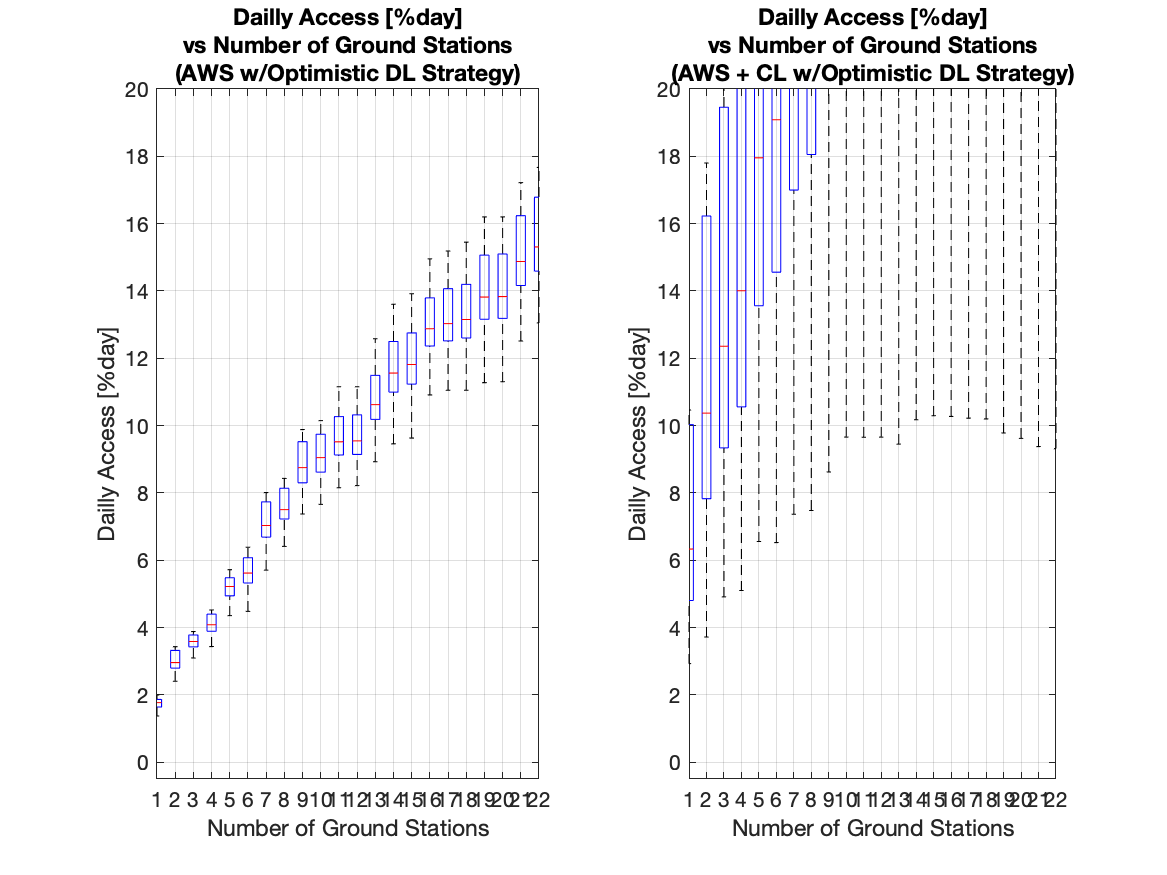 Dailly Access [%day]
vs Number of Ground Stations
(AWS w/Optimistic DL Strategy)
20
18
16
14
12
10
8
6
4
2
0
Dailly Access [%day]
1 2 3 4 5 6 7 8 9 10 11 12 13 14 15 16 17 18 19 20 21 22
Number of Ground Stations
Dailly Access [%day]
vs Number of Ground Stations
(AWS + CL w/Optimistic DL Strategy)
20
18
16
14
12
10
8
6
4
2
0
Dailly Access [%day]
1 2 3 4 5 6 7 8 9 10 11 12 13 14 15 16 17 18 19 20 21 22
Number of Ground Stations